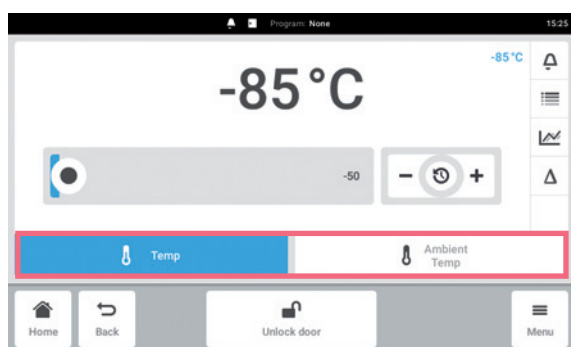 Program: None
15:25
-85°C
-85°C
-50
Temp
Ambient
Temp
Home
Back
Unlock door
Menu